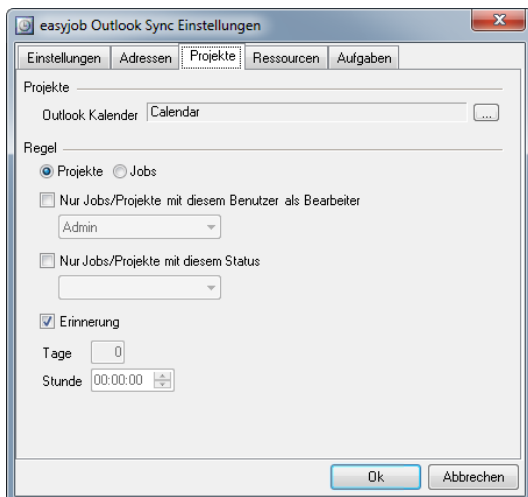 easyjob Outlook Sync Einstellungen
Einstellungen Adressen Projekte Ressourcen Aufgaben
Projekte
Outlook Kalender Calendar ...
Regel
Projekte Jobs
Nur Jobs/Projekte mit diesem Benutzer als Bearbeiter
Admin
Nur Jobs/Projekte mit diesem Status
Erinnerung
Tage 0
Stunde 00:00:00
Ok Abbrechen